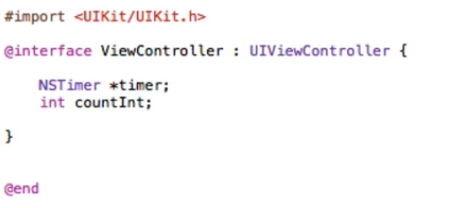 #import <UIKit/UIKit.h>
@interface ViewController : UIViewController {
NSTimer *timer;
int countInt;
}
@end